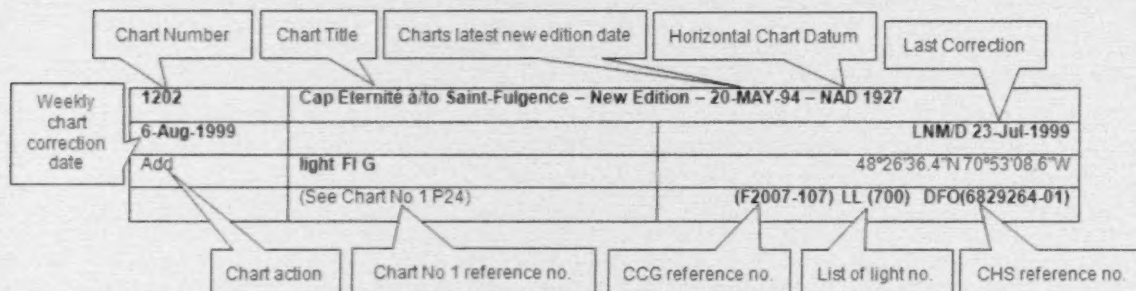 Chart Number
Chart Title
Charts latest new edition date
Horizontal Chart Datum
Last Correction
Weekly
chart
correction
date
1202 Cap Eternité à/to Saint-Fulgence – New Edition – 20-MAY-94 – NAD 1927
6-Aug-1999 LNM/D 23-Jul-1999
Add light Fl G 48°26'36.4"N 70°53'08.6"W
(See Chart No 1 P24) (F2007-107) LL (700) DFO(6829264-01)
Chart action
Chart No 1 reference no.
CCG reference no.
List of light no.
CHS reference no.